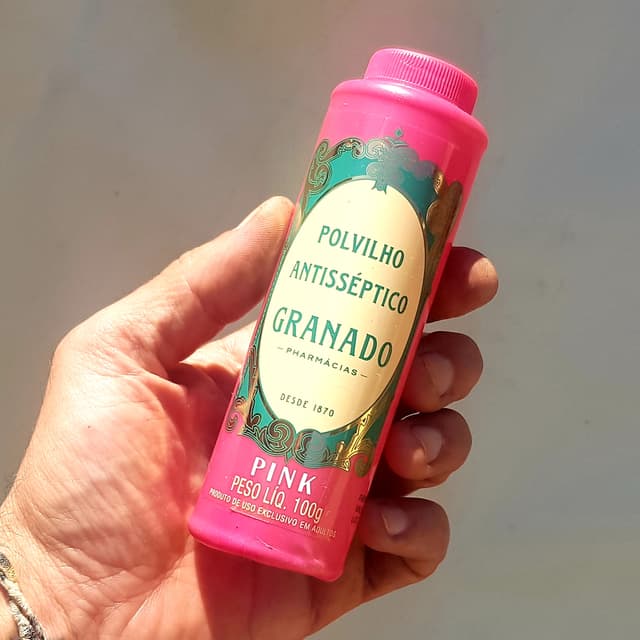 POLVILHO
ANTISSÉPTICO
GRANADO
— PHARMÁCIAS —
DESDE 1870
PINK
PESO LÍQ. 100g
PRODUTO DE USO EXCLUSIVO EM ADULTOS